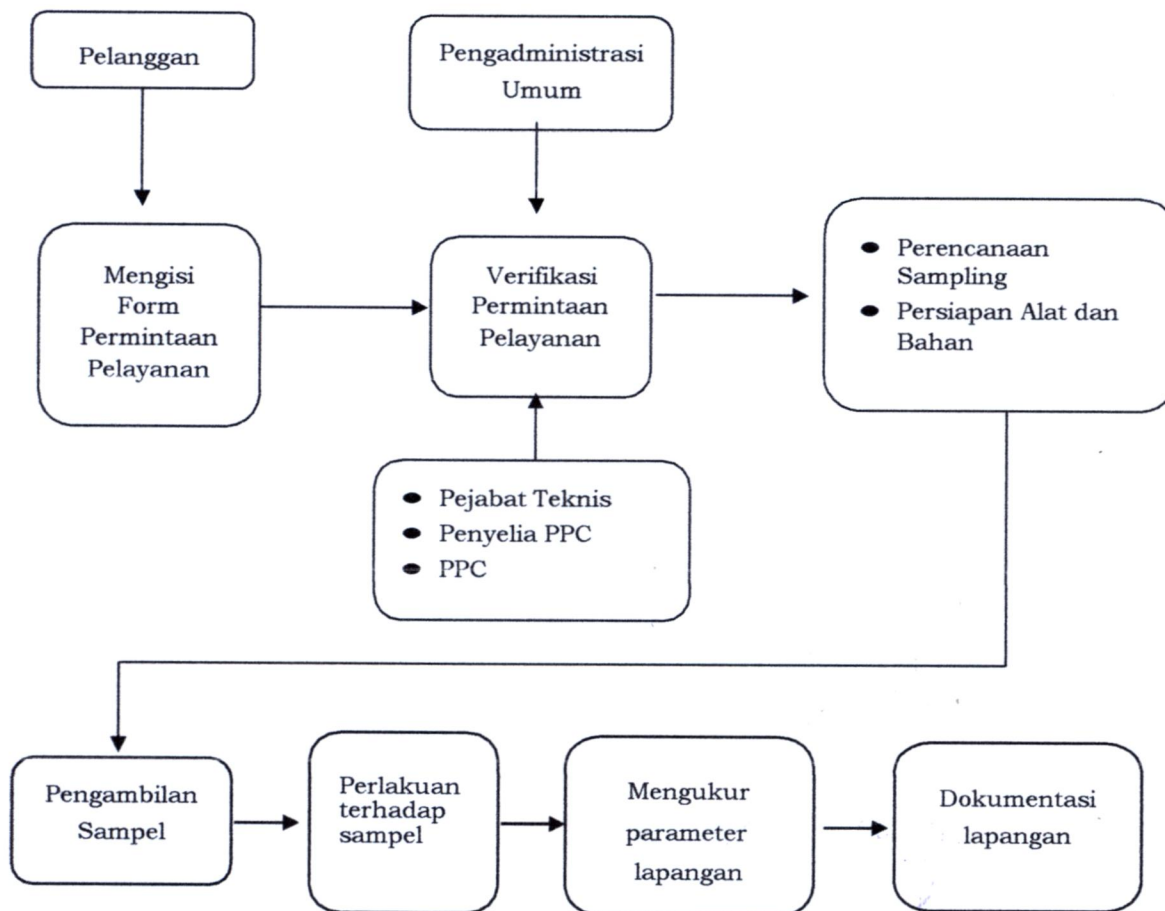 Pelanggan
Pengadministrasi
Umum
Mengisi
Form
Permintaan
Pelayanan
Verifikasi
Permintaan
Pelayanan
● Perencanaan
Sampling
● Persiapan Alat dan
Bahan
● Pejabat Teknis
● Penyelia PPC
● PPC
Pengambilan
Sampel
Perlakuan
terhadap
sampel
Mengukur
parameter
lapangan
Dokumentasi
lapangan